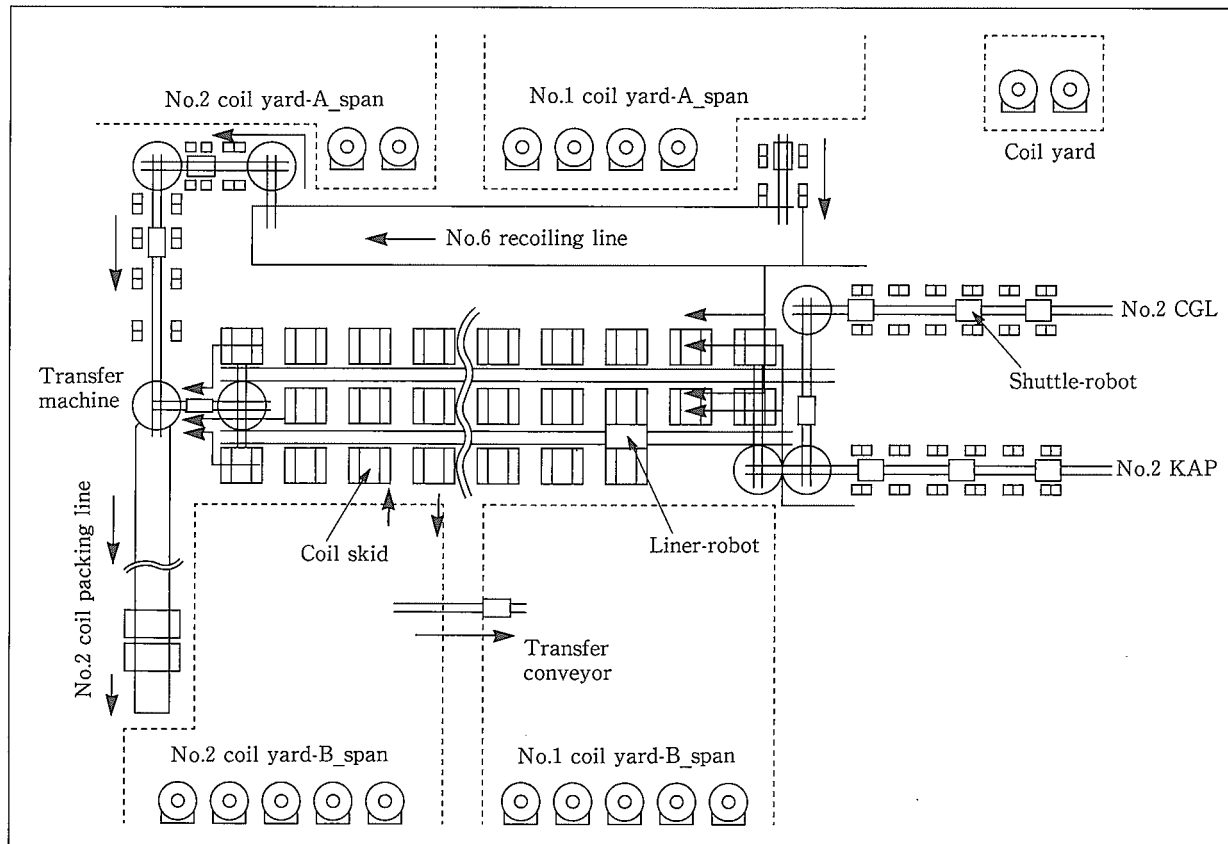 No.2 coil yard-A_span
No.1 coil yard-A_span
Coil yard
No.6 recoiling line
No.2 CGL
Shuttle-robot
Transfer
machine
No.2 KAP
Coil skid
Liner-robot
No.2 coil packing line
Transfer
conveyor
No.2 coil yard-B_span
No.1 coil yard-B_span